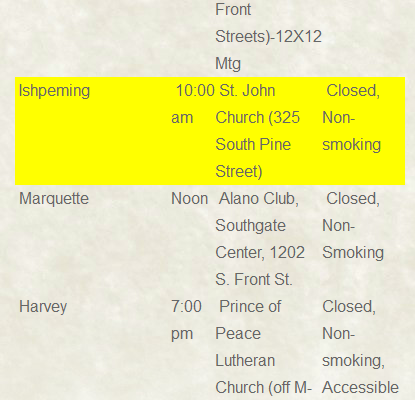 Front
Streets)-12X12
Mtg
Ishpeming 10:00 St. John Closed,
am Church (325 Non-
South Pine smoking
Street)
Marquette Noon Alano Club, Closed,
Southgate Non-
Center, 1202 Smoking
S. Front St.
Harvey 7:00 Prince of Closed,
pm Peace Non-
Lutheran smoking,
Church (off M- Accessible